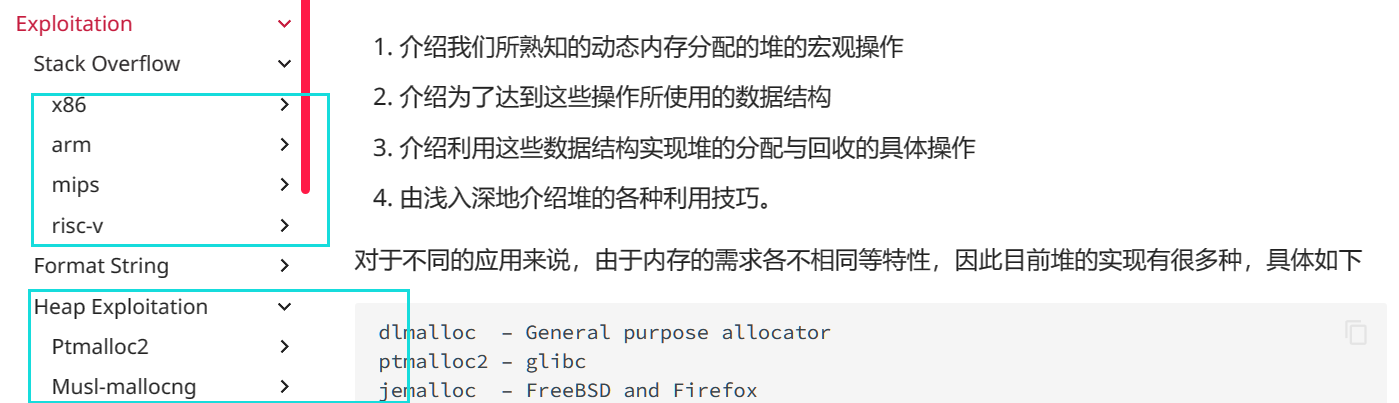 Exploitation
Stack Overflow
x86
arm
mips
risc-v
Format String
Heap Exploitation
Ptmalloc2
Musl-mallocng
1. 介绍我们所熟知的动态内存分配的堆的宏观操作
2. 介绍为了达到这些操作所使用的数据结构
3. 介绍利用这些数据结构实现堆的分配与回收的具体操作
4. 由浅入深地介绍堆的各种利用技巧。
对于不同的应用来说，由于内存的需求各不相同等特性，因此目前堆的实现有很多种，具体如下
dlmalloc – General purpose allocator
ptmalloc2 – glibc
jemalloc – FreeBSD and Firefox